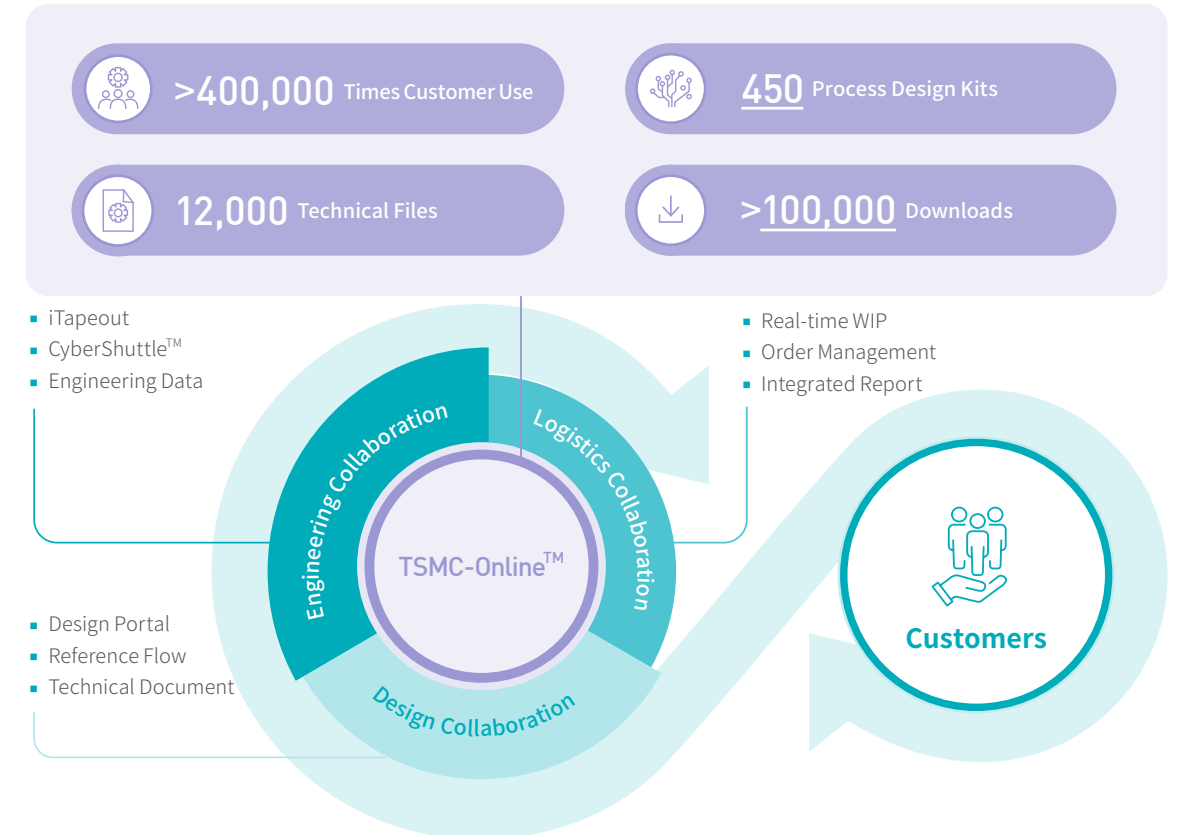 >400,000 Times Customer Use
450 Process Design Kits
12,000 Technical Files
>100,000 Downloads
iTapeout
CyberShuttle™
Engineering Data
Real-time WIP
Order Management
Integrated Report
Engineering Collaboration
Logistics Collaboration
TSMC-Online™
Design Collaboration
Customers
Design Portal
Reference Flow
Technical Document